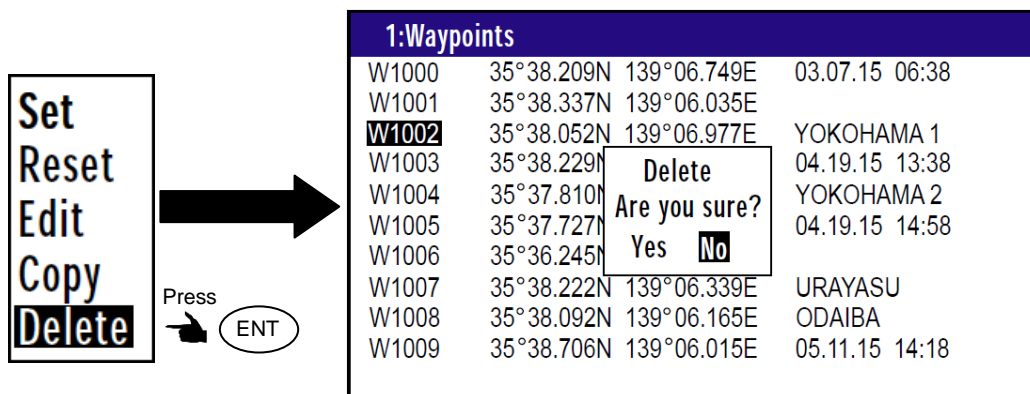 Set
Reset
Edit
Copy
Delete
Press
ENT
1:Waypoints
W1000 35°38.209N 139°06.749E 03.07.15 06:38
W1001 35°38.337N 139°06.035E
W1002 35°38.052N 139°06.977E YOKOHAMA 1
W1003 35°38.229N 04.19.15 13:38
W1004 35°37.810N YOKOHAMA 2
W1005 35°37.727N 04.19.15 14:58
W1006 35°36.245N
W1007 35°38.222N 139°06.339E URAYASU
W1008 35°38.092N 139°06.165E ODAIBA
W1009 35°38.706N 139°06.015E 05.11.15 14:18
Delete
Are you sure?
Yes No